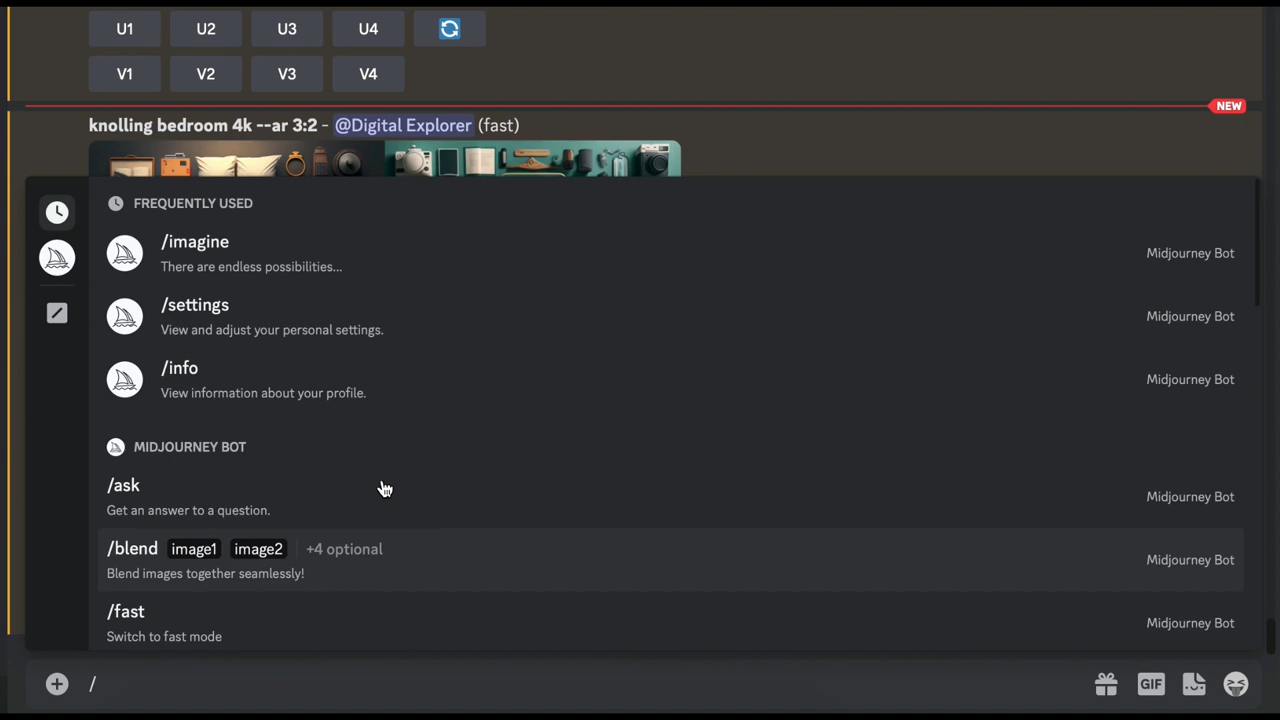 U1 U2 U3 U4
V1 V2 V3 V4
NEW
knolling bedroom 4k --ar 3:2 - @Digital Explorer (fast)
FREQUENTLY USED
/imagine
There are endless possibilities...
Midjourney Bot
/settings
View and adjust your personal settings.
Midjourney Bot
/info
View information about your profile.
Midjourney Bot
MIDJOURNEY BOT
/ask
Get an answer to a question.
Midjourney Bot
/blend image1 image2 +4 optional
Blend images together seamlessly!
Midjourney Bot
/fast
Switch to fast mode
Midjourney Bot
/
GIF